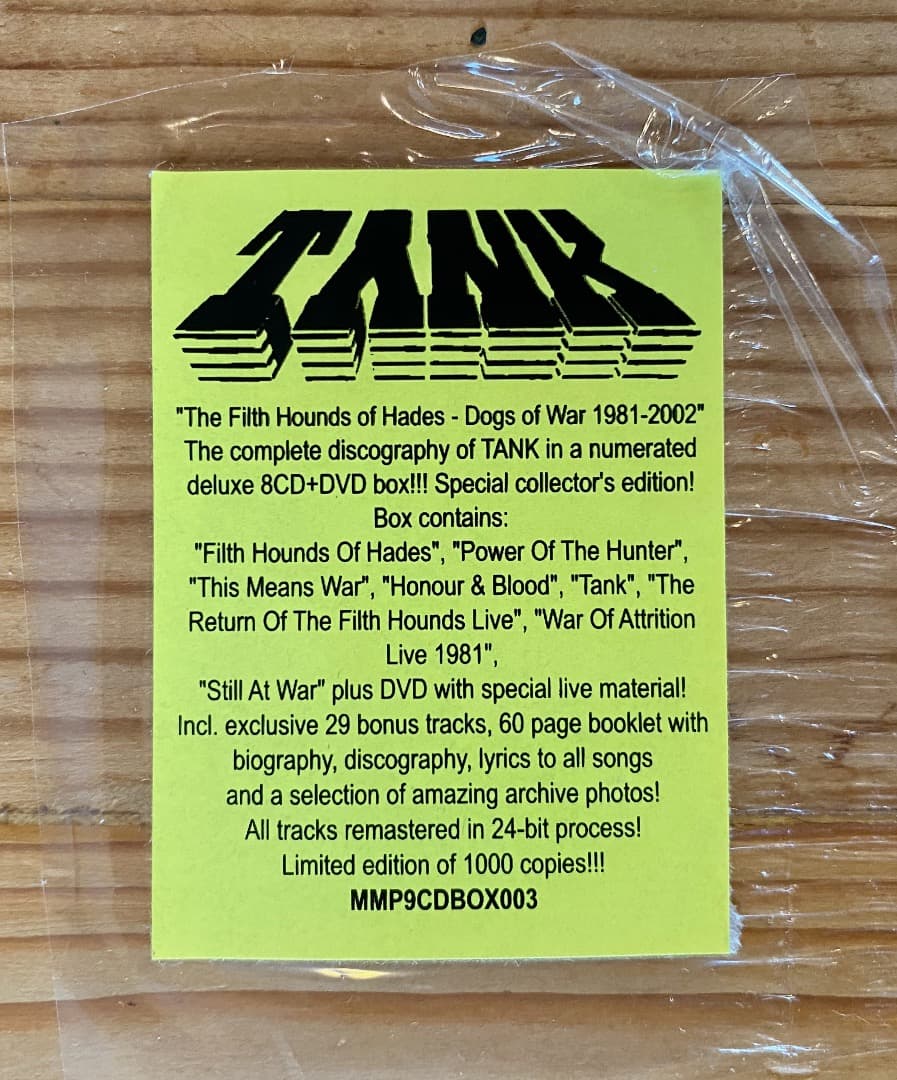 TANK
"The Filth Hounds of Hades - Dogs of War 1981-2002"
The complete discography of TANK in a numerated
deluxe 8CD+DVD box!!! Special collector's edition!
Box contains:
"Filth Hounds Of Hades", "Power Of The Hunter",
"This Means War", "Honour & Blood", "Tank", "The
Return Of The Filth Hounds Live", "War Of Attrition
Live 1981",
"Still At War" plus DVD with special live material!
Incl. exclusive 29 bonus tracks, 60 page booklet with
biography, discography, lyrics to all songs
and a selection of amazing archive photos!
All tracks remastered in 24-bit process!
Limited edition of 1000 copies!!!
MMP9CDBOX003